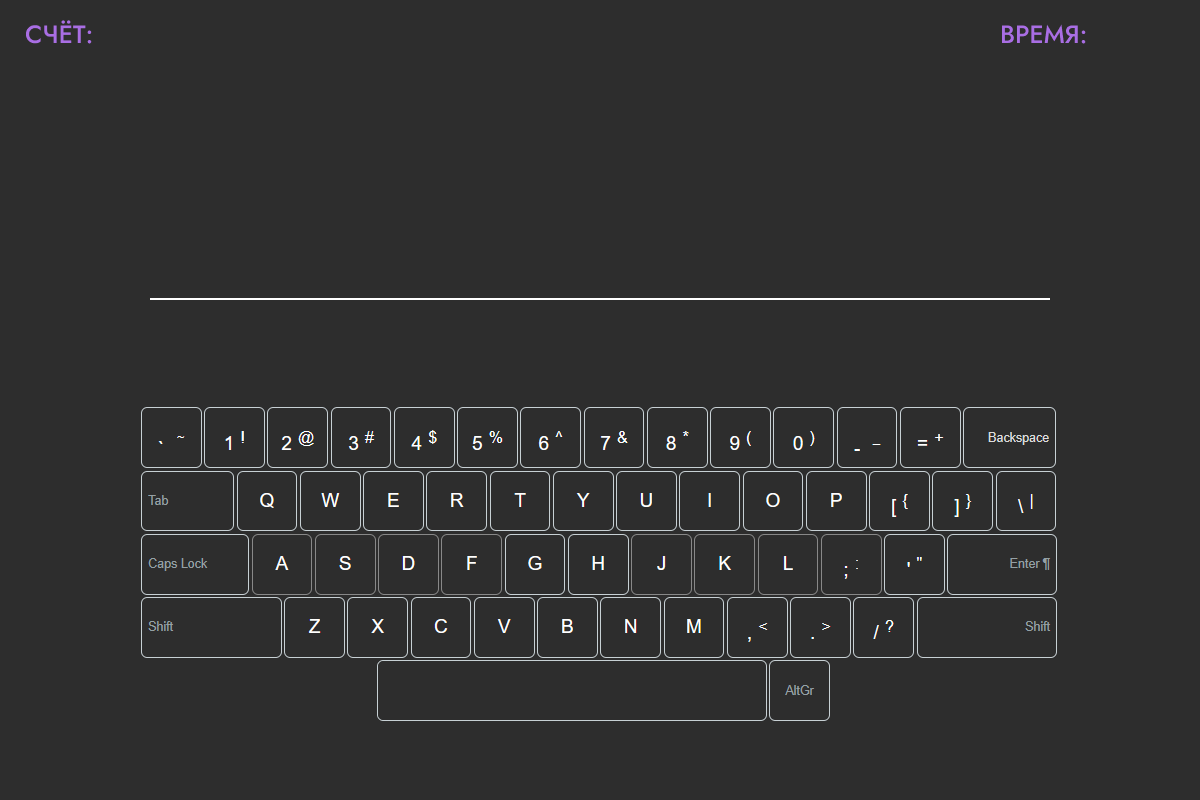 СЧЁТ: ВРЕМЯ:
` ~ 1 ! 2 @ 3 # 4 $ 5 % 6 ^ 7 & 8 * 9 ( 0 ) - _ = + Backspace
Tab Q W E R T Y U I O P [ { ] } \ |
Caps Lock A S D F G H J K L ; : ' " Enter ¶
Shift Z X C V B N M , < . > / ? Shift
AltGr